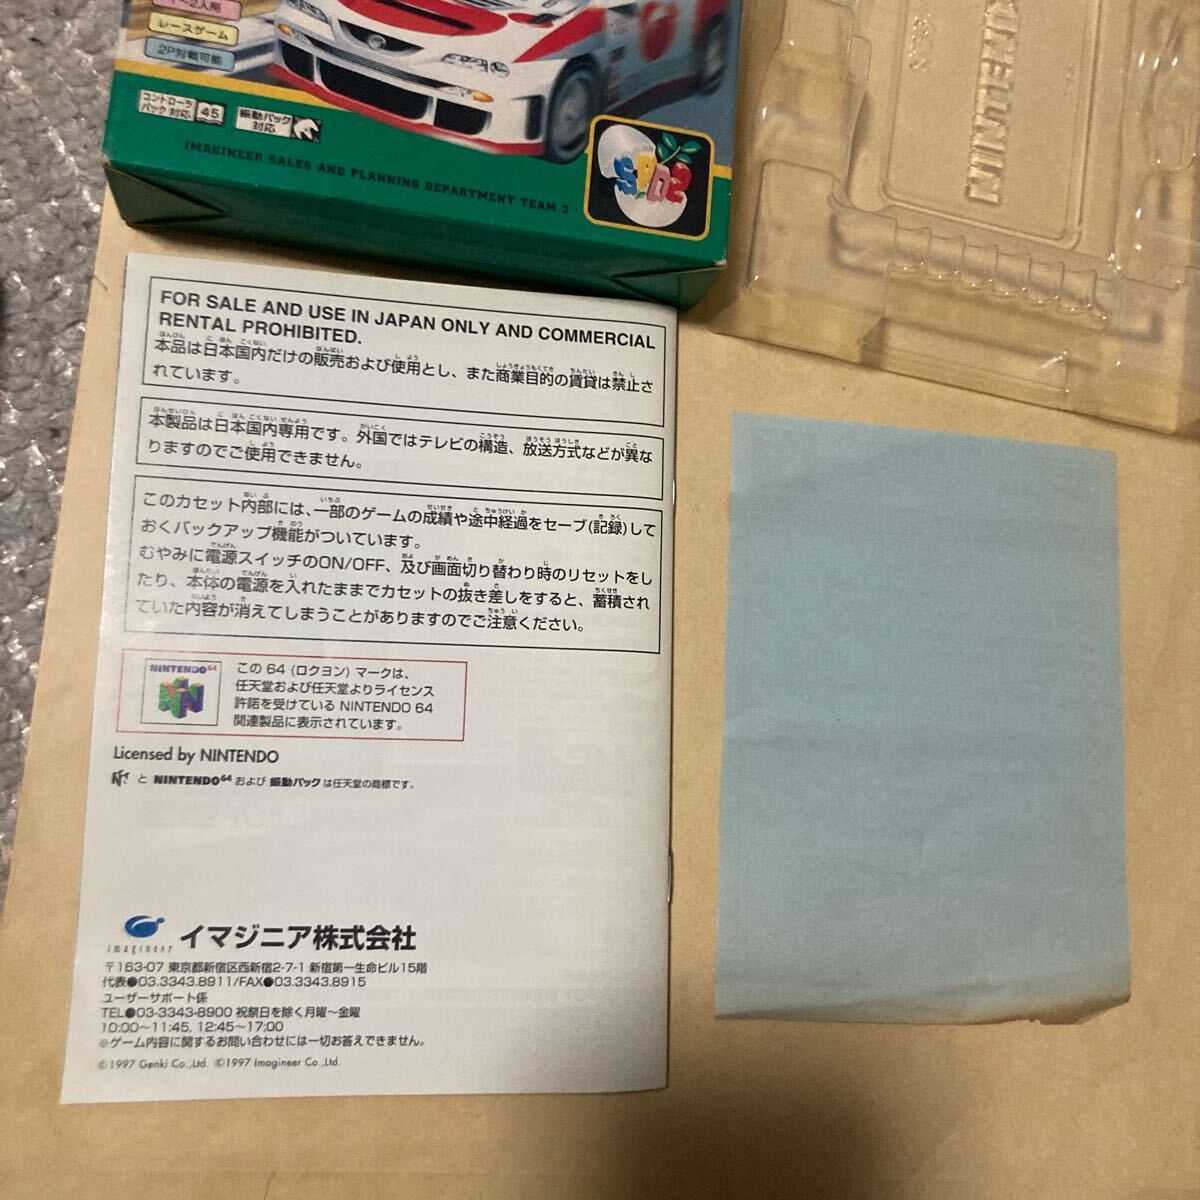 1~2人用
レースゲーム
2P対戦可能
コントローラ
パック 対応 45
振動パック
対応
IMAGINEER SALES AND PLANNING DEPARTMENT TEAM 2
SPD2
NINTENDO
FOR SALE AND USE IN JAPAN ONLY AND COMMERCIAL
RENTAL PROHIBITED.
本品は日本国内だけの販売および使用とし、また商業目的の賃貸は禁止さ
れています。
本製品は日本国内専用です。外国ではテレビの構造、放送方式などが異な
りますのでご使用できません。
このカセット内部には、一部のゲームの成績や途中経過をセーブ(記録)して
おくバックアップ機能がついています。
むやみに電源スイッチのON/OFF、及び画面切り替わり時のリセットをし
たり、本体の電源を入れたままでカセットの抜き差しをすると、蓄積され
ていた内容が消えてしまうことがありますのでご注意ください。
NINTENDO64
この 64 (ロクヨン) マークは、
任天堂および任天堂よりライセンス
許諾を受けている NINTENDO 64
関連製品に表示されています。
Licensed by NINTENDO
と NINTENDO64 および 振動パック は任天堂の商標です。
imagineer イマジニア株式会社
〒163-07 東京都新宿区西新宿2-7-1 新宿第一生命ビル15階
代表●03.3343.8911/FAX●03.3343.8915
ユーザーサポート係
TEL●03-3343-8900 祝祭日を除く月曜~金曜
10:00~11:45, 12:45~17:00
※ゲーム内容に関するお問い合わせには一切お答えできません。
©1997 Genki Co.,Ltd. ©1997 Imagineer Co.,Ltd.